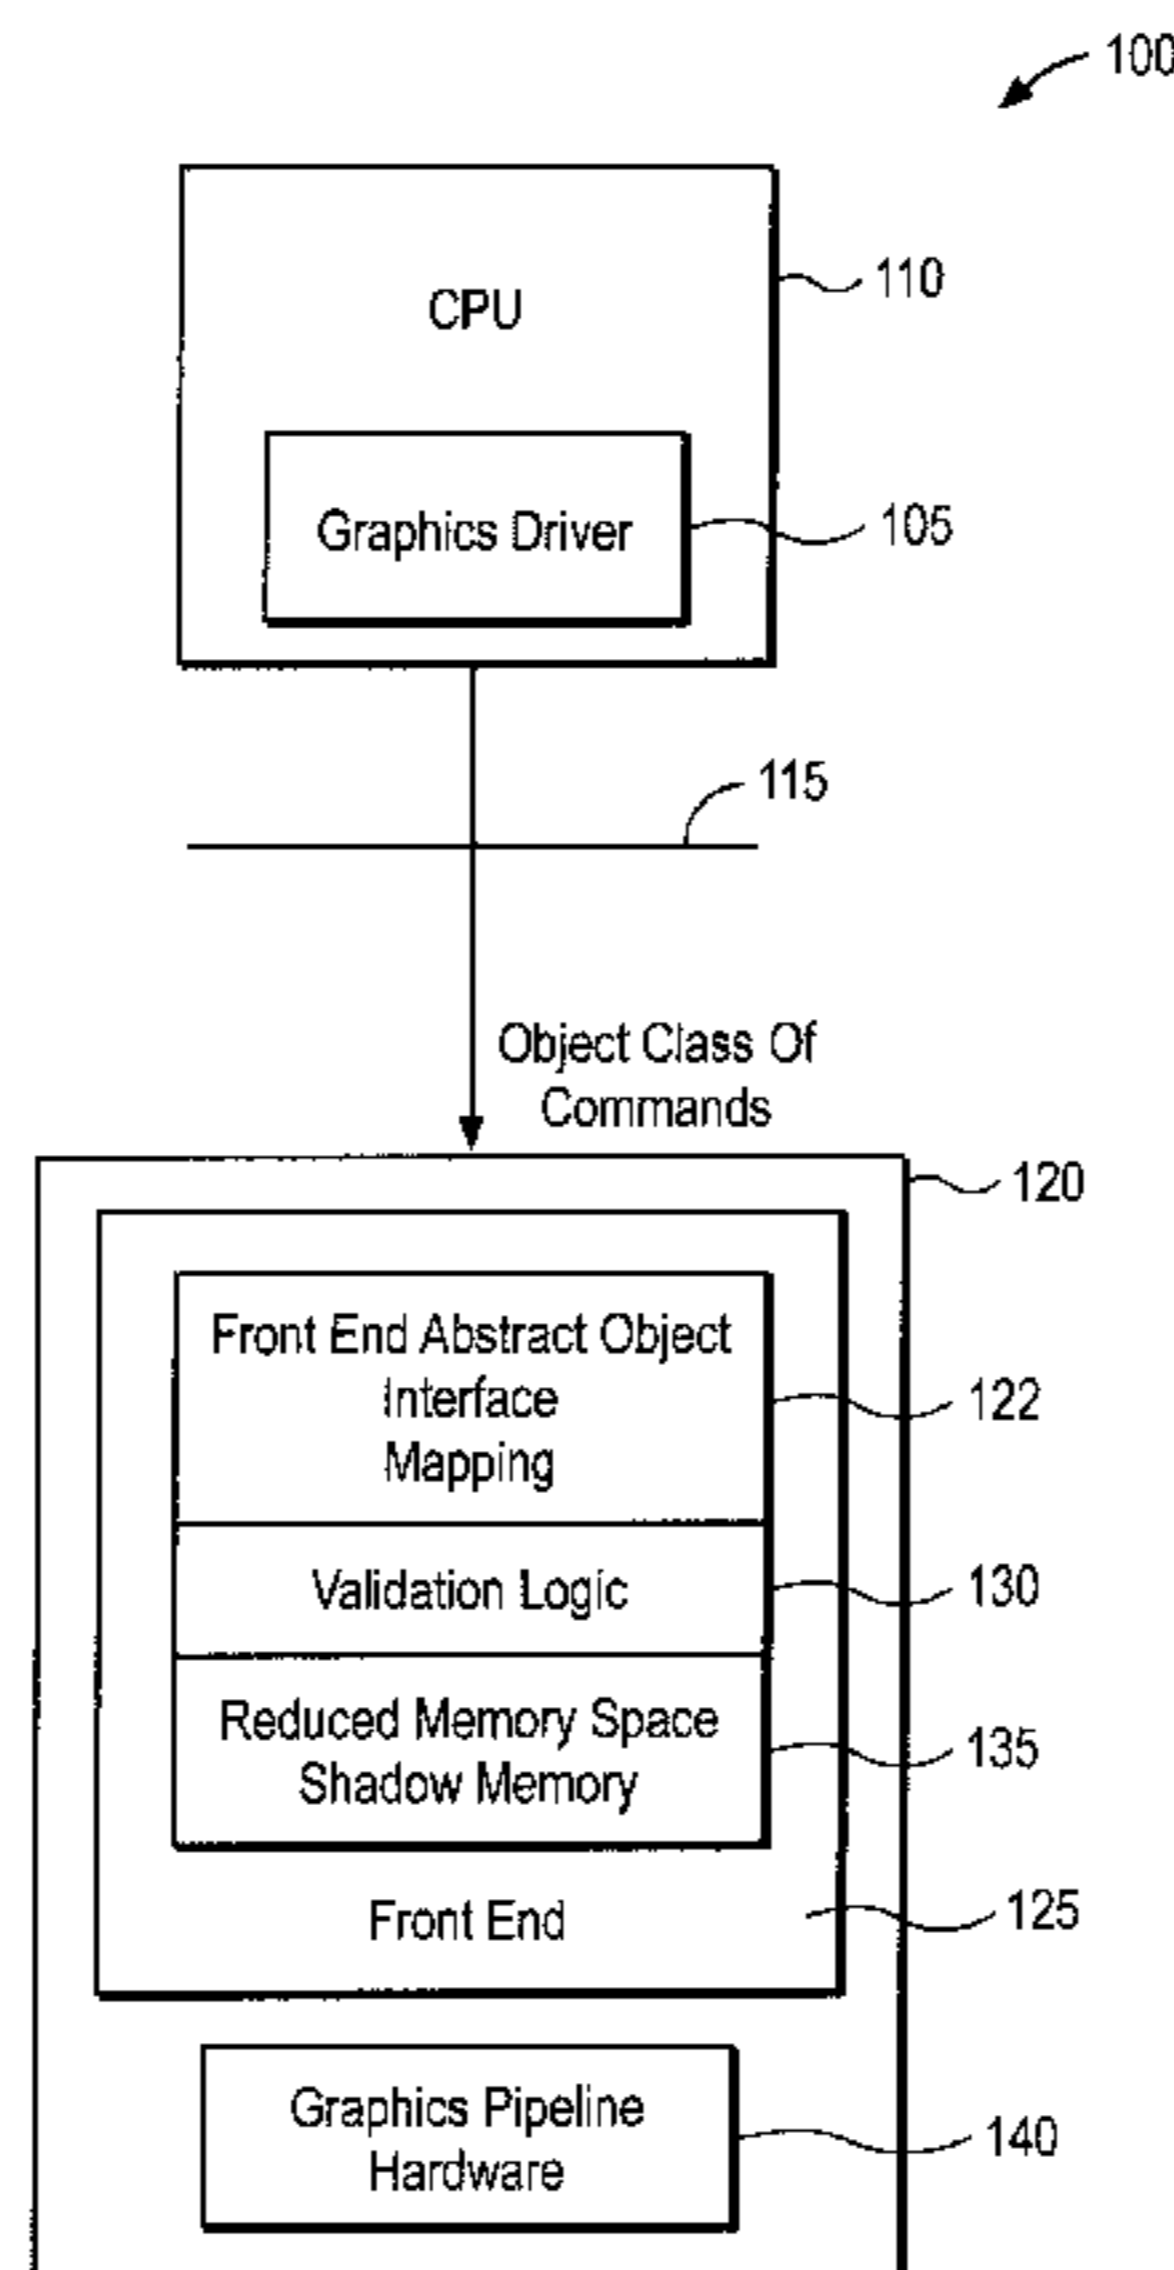 100
CPU
110
Graphics Driver
105
115
Object Class Of
Commands
120
Front End Abstract Object
Interface
Mapping
122
Validation Logic
130
Reduced Memory Space
Shadow Memory
135
Front End
125
Graphics Pipeline
Hardware
140